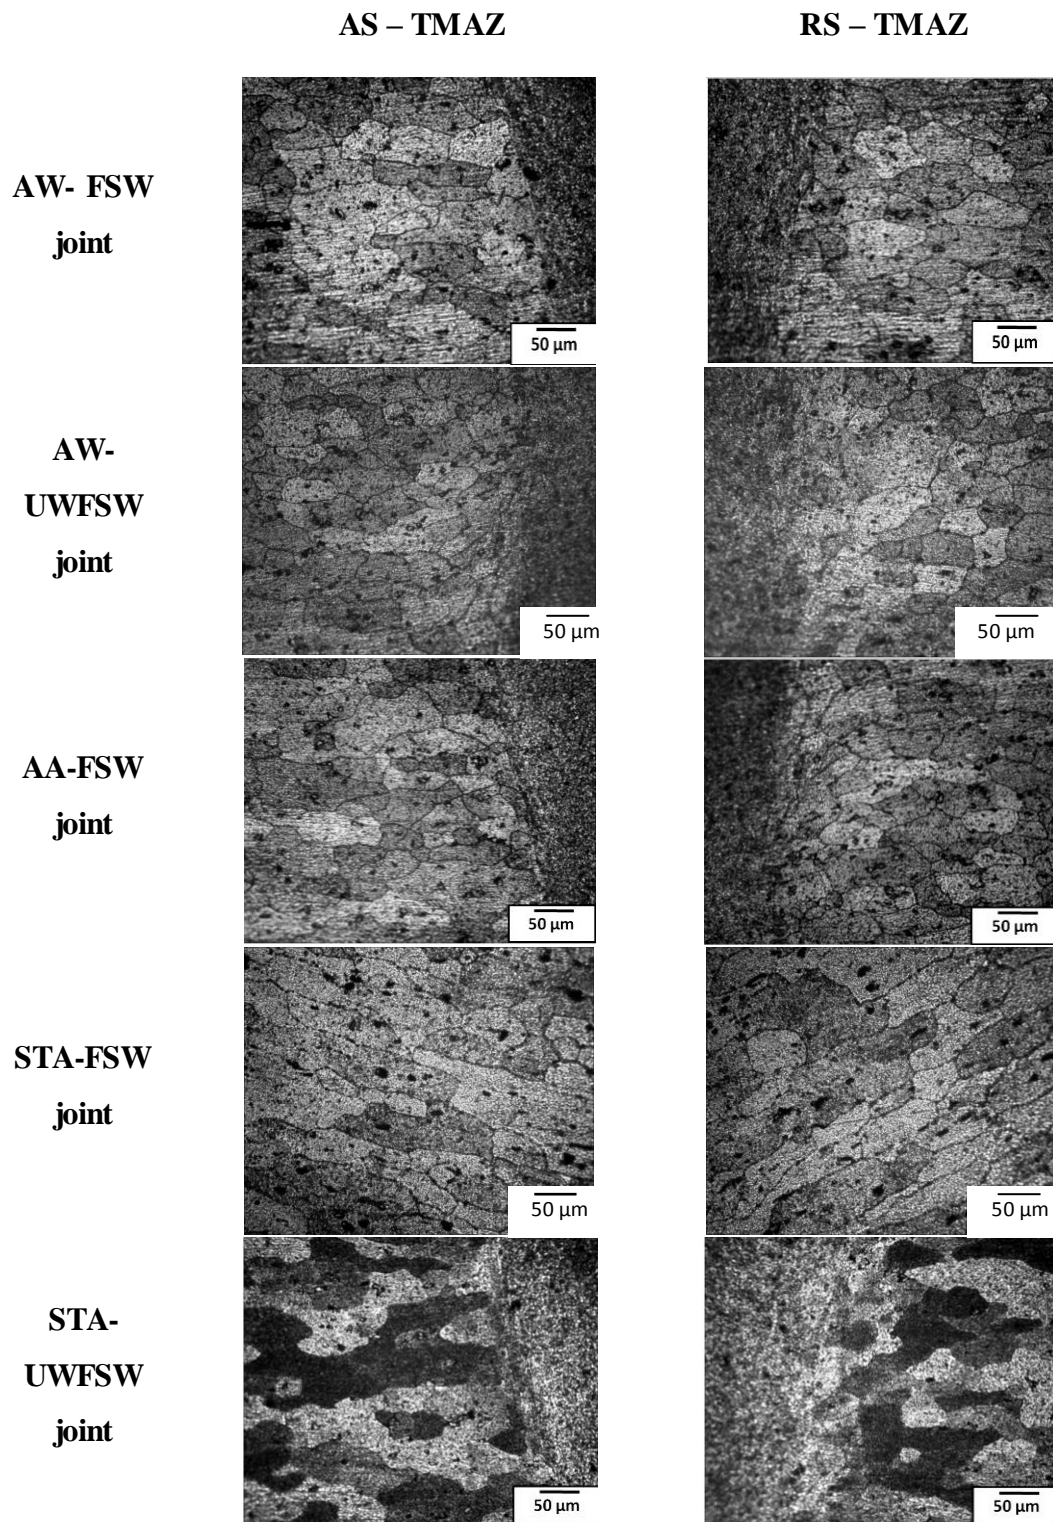 AS – TMAZ
RS – TMAZ
AW- FSW
joint
50 µm
50 µm
AW-
UWFSW
joint
50 µm
50 µm
AA-FSW
joint
50 µm
50 µm
STA-FSW
joint
50 µm
50 µm
STA-
UWFSW
joint
50 µm
50 µm